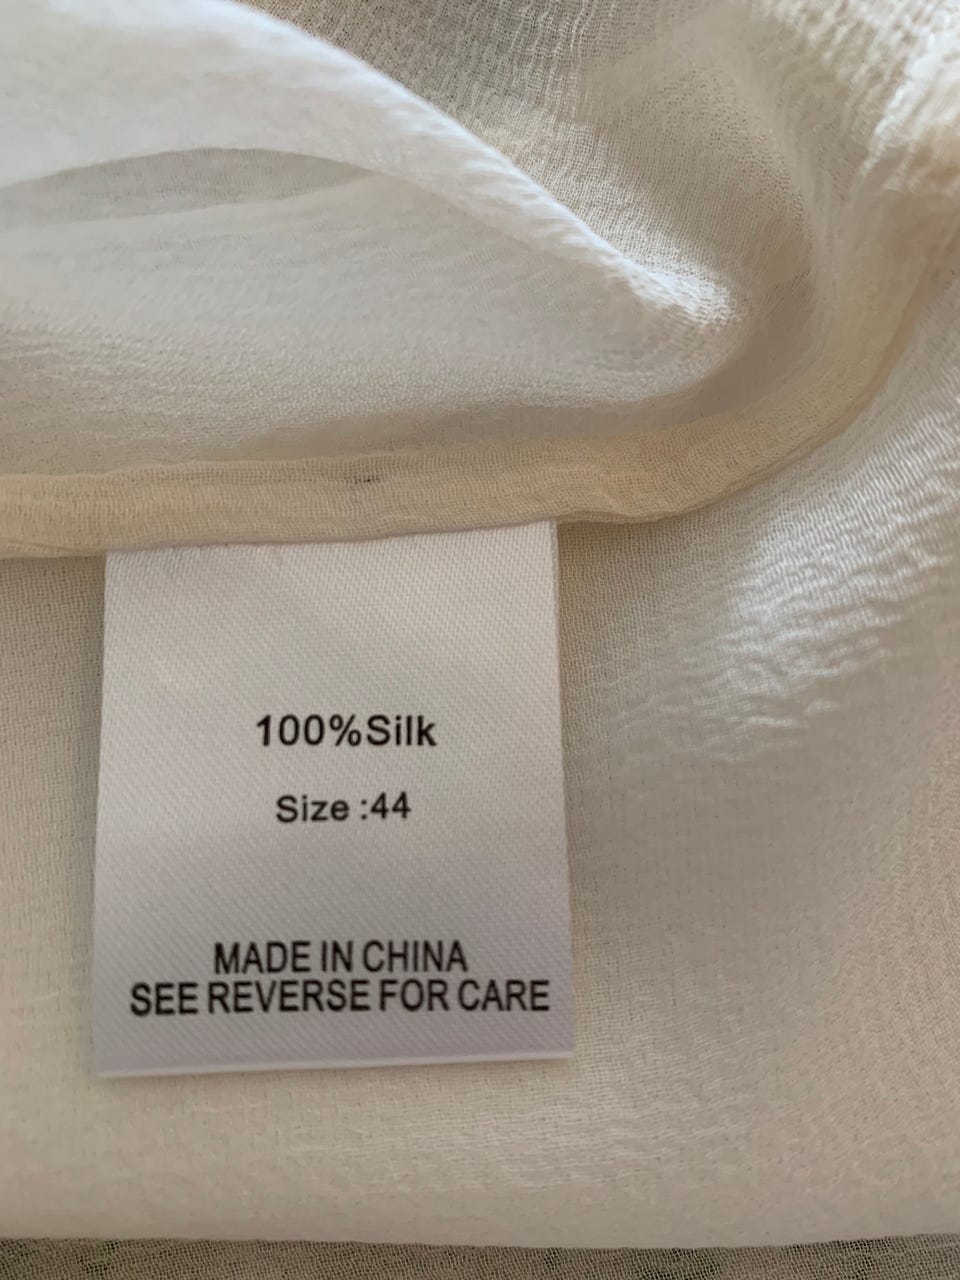 100%Silk
Size :44
MADE IN CHINA
SEE REVERSE FOR CARE